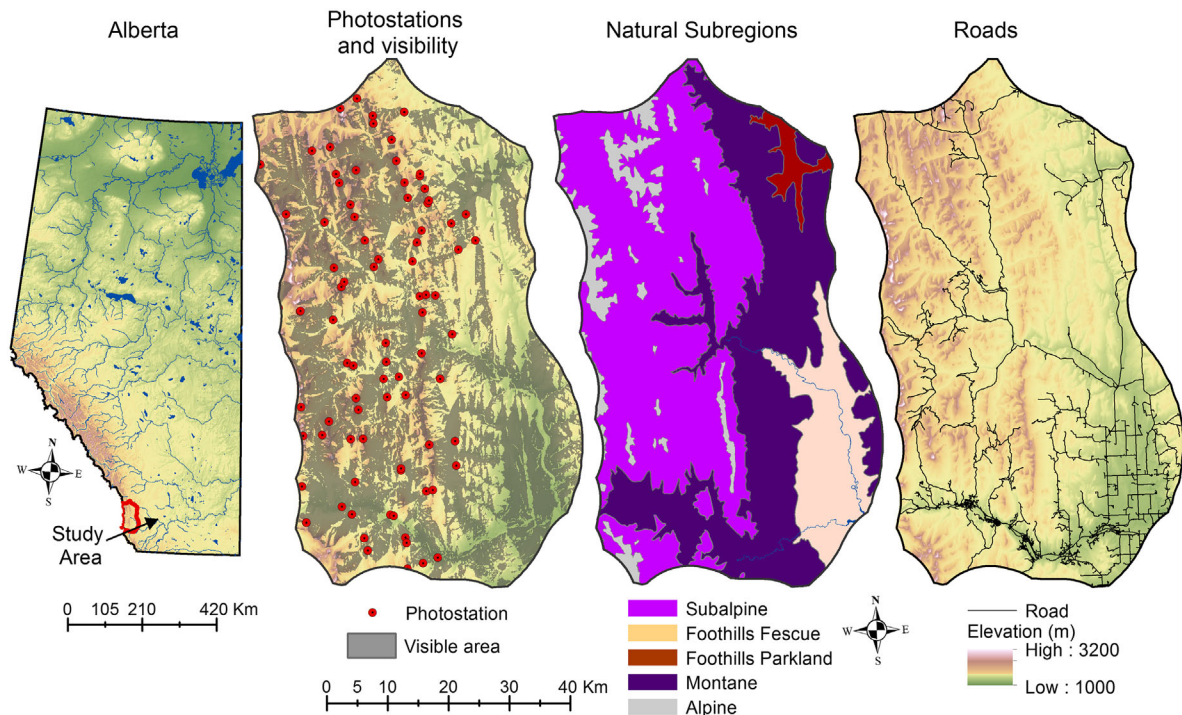 Alberta
Photostations
and visibility
Natural Subregions
Roads
N
W E
S
Study
Area
0 105 210 420 Km
Photostation
Visible area
0 5 10 20 30 40 Km
Subalpine
Foothills Fescue
Foothills Parkland
Montane
Alpine
N
W E
S
Road
Elevation (m)
High : 3200
Low : 1000